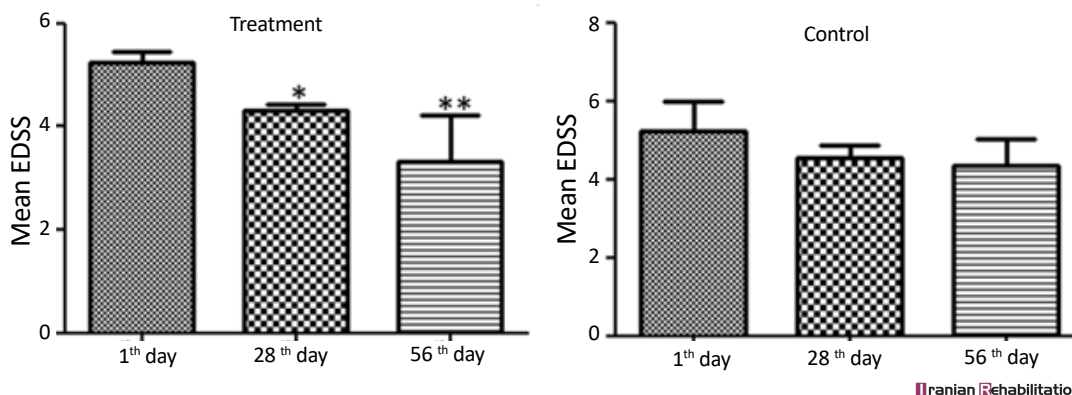 Treatment
Mean EDSS
6
4
2
0
*
**
1th day
28 th day
56 th day
Control
Mean EDSS
8
6
4
2
0
1th day
28 th day
56 th day
Iranian Rehabilitatio